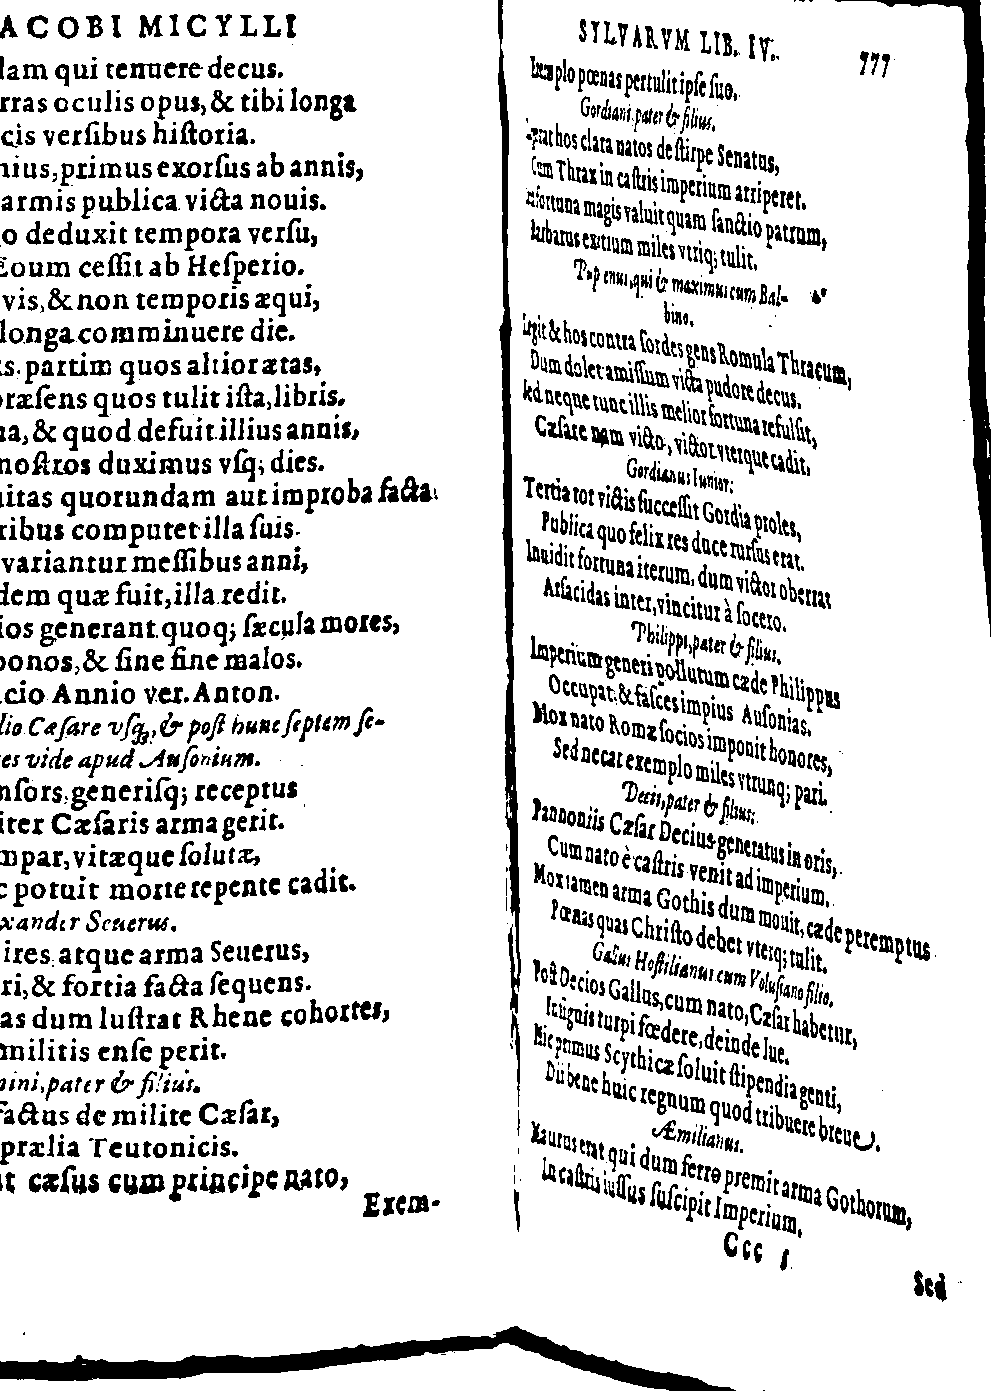 ACOBI MICYLLI
lam qui tenuere decus.
rras oculis opus, & tibi longa
cis versibus historia.
nius, primus exorsus ab annis,
armis publica victa nouis.
o deduxit tempora versu,
Eoum cessit ab Hesperio.
vis, & non temporis æqui,
longa comminuere die.
ts. partim quos altior ætas,
præsens quos tulit ista, libris.
na, & quod defuit illius annis,
nostros duximus vsq; dies.
uitas quorundam aut improba facta
ribus computet illa suis.
variantur messibus anni,
dem quæ fuit, illa redit.
ios generant quoq; sæcula mores,
bonos, & sine fine malos.
cio Annio ver. Anton.
lio Cæsare vsq;, & post hunc septem se-
es vide apud Ausonium.
nsors, generisq; receptus
iter Cæsaris arma gerit.
mpar, vitæque solutæ,
c potuit morte repente cadit.
xander Seuerus.
ires atque arma Seuerus,
ri, & fortia facta sequens.
as dum lustrat Rhene cohortes,
militis ense perit.
mini, pater & filius.
factus de milite Cæsar,
prælia Teutonicis.
it cæsus cum principe nato,
Exem-
SYLVARVM LIB. IV. 777
Exemplo pœnas pertulit ipse suo.
Gordiani pater & filius.
hos clara natos de stirpe Senatus,
Cum Thrax in castris imperium arriperet.
fortuna magis valuit quam sanctio patrum,
Barbarus exitium miles vtriq; tulit.
Pupienus, qui & maximus cum Bal-
bino.
Legit & hos contra sordes gens Romula Thracum,
Dum dolet amissum victa pudore decus.
Sed neque tunc illis melior fortuna refulsit,
Cæsare nam victo, victor vterque cadit.
Gordianus Iunior.
Tertia tot victis successit Gordia proles,
Publica quo felix res duce rursus erat.
Inuidit fortuna iterum, dum victor oberrat
Arsacidas inter, vincitur à socero.
Philippi, pater & filius.
Imperium generi pollutum cæde Philippus
Occupat, & fasces impius Ausonias.
Mox nato Romæ socios imponit honores,
Sed necat exemplo miles vtrunq; pari.
Decii, pater & filius.
Pannoniis Cæsar Decius generatus in oris,
Cum nato è castris venit ad imperium.
Mox tamen arma Gothis dum mouit, cæde peremptus
Pœnas quas Christo debet vterq; tulit.
Gallus Hostilianus cum Volusiano filio.
Post Decios Gallus, cum nato, Cæsar habetur,
Insignis turpi fœdere, deinde lue.
Hic primus Scythicæ soluit stipendia genti,
Dii bene huic regnum quod tribuere breue.
Æmilianus.
Maurus erat qui dum ferro premit arma Gothorum,
In castris iussus suscipit Imperium.
Ccc 1
Sed